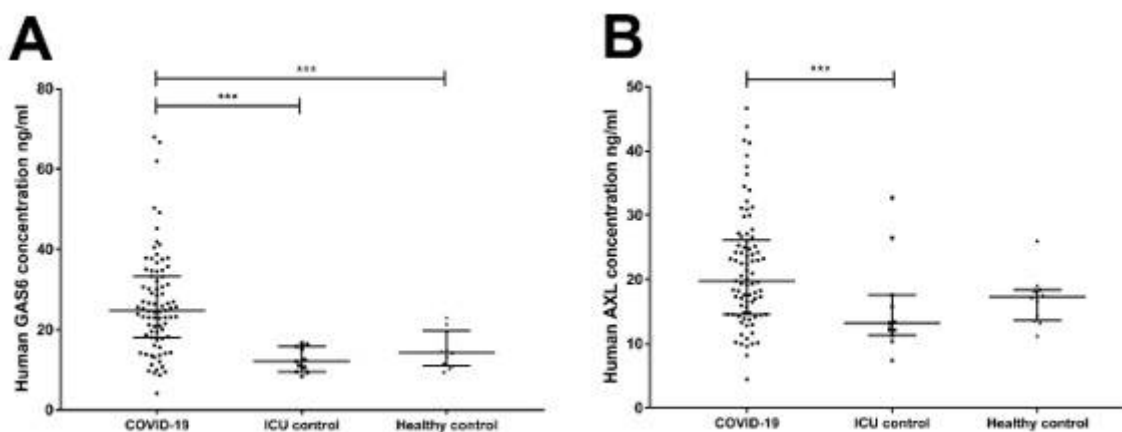 A
Human GAS6 concentration ng/ml
80
60
40
20
0
***
***
COVID-19
ICU control
Healthy control
B
Human AXL concentration ng/ml
50
40
30
20
10
0
***
COVID-19
ICU control
Healthy control